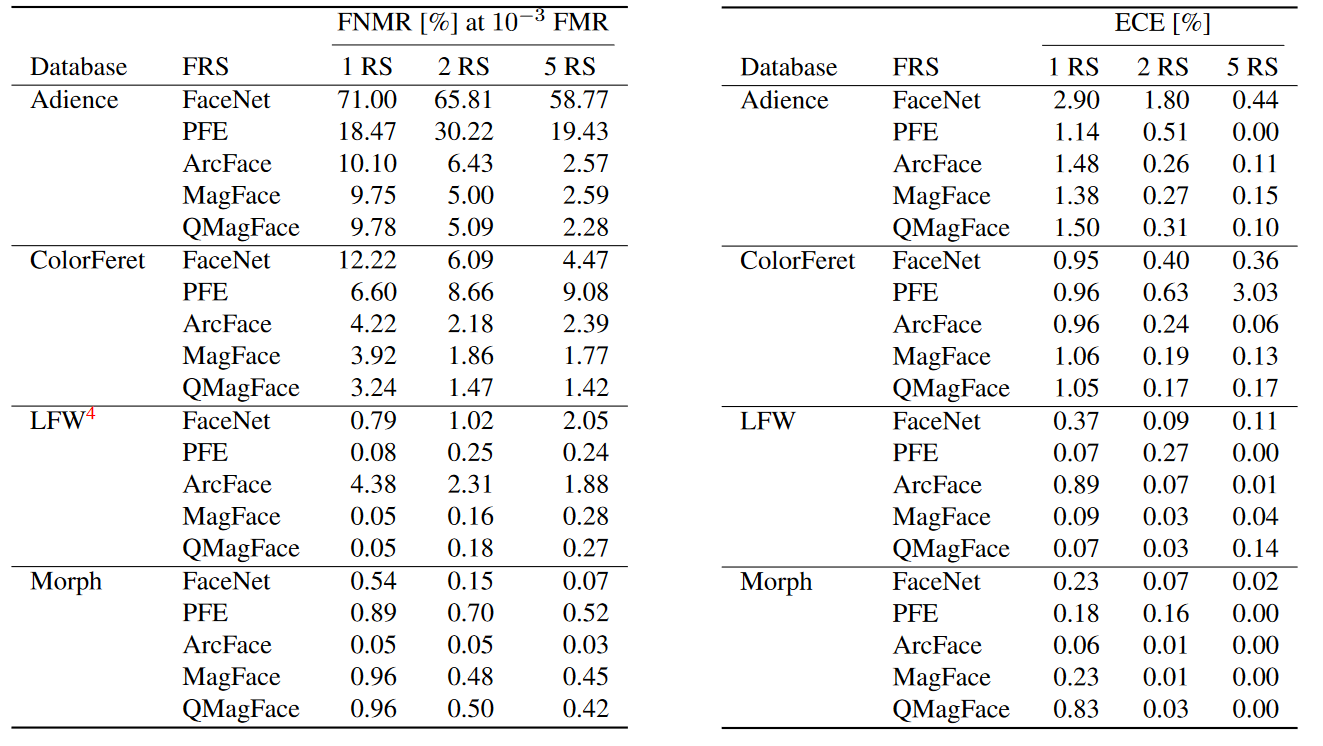 FNMR [%] at 10−3 FMR
Database FRS 1 RS 2 RS 5 RS
Adience FaceNet 71.00 65.81 58.77
PFE 18.47 30.22 19.43
ArcFace 10.10 6.43 2.57
MagFace 9.75 5.00 2.59
QMagFace 9.78 5.09 2.28
ColorFeret FaceNet 12.22 6.09 4.47
PFE 6.60 8.66 9.08
ArcFace 4.22 2.18 2.39
MagFace 3.92 1.86 1.77
QMagFace 3.24 1.47 1.42
LFW4 FaceNet 0.79 1.02 2.05
PFE 0.08 0.25 0.24
ArcFace 4.38 2.31 1.88
MagFace 0.05 0.16 0.28
QMagFace 0.05 0.18 0.27
Morph FaceNet 0.54 0.15 0.07
PFE 0.89 0.70 0.52
ArcFace 0.05 0.05 0.03
MagFace 0.96 0.48 0.45
QMagFace 0.96 0.50 0.42
ECE [%]
Database FRS 1 RS 2 RS 5 RS
Adience FaceNet 2.90 1.80 0.44
PFE 1.14 0.51 0.00
ArcFace 1.48 0.26 0.11
MagFace 1.38 0.27 0.15
QMagFace 1.50 0.31 0.10
ColorFeret FaceNet 0.95 0.40 0.36
PFE 0.96 0.63 3.03
ArcFace 0.96 0.24 0.06
MagFace 1.06 0.19 0.13
QMagFace 1.05 0.17 0.17
LFW FaceNet 0.37 0.09 0.11
PFE 0.07 0.27 0.00
ArcFace 0.89 0.07 0.01
MagFace 0.09 0.03 0.04
QMagFace 0.07 0.03 0.14
Morph FaceNet 0.23 0.07 0.02
PFE 0.18 0.16 0.00
ArcFace 0.06 0.01 0.00
MagFace 0.23 0.01 0.00
QMagFace 0.83 0.03 0.00